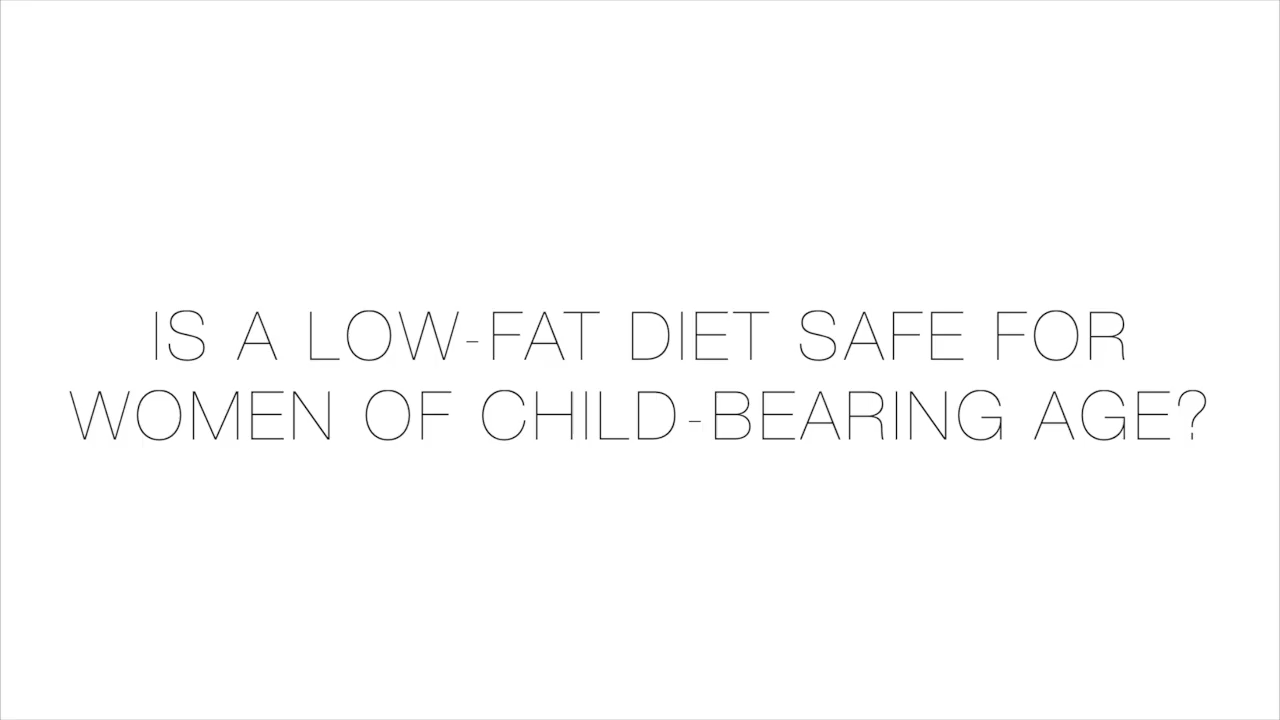 IS A LOW-FAT DIET SAFE FOR
WOMEN OF CHILD-BEARING AGE?